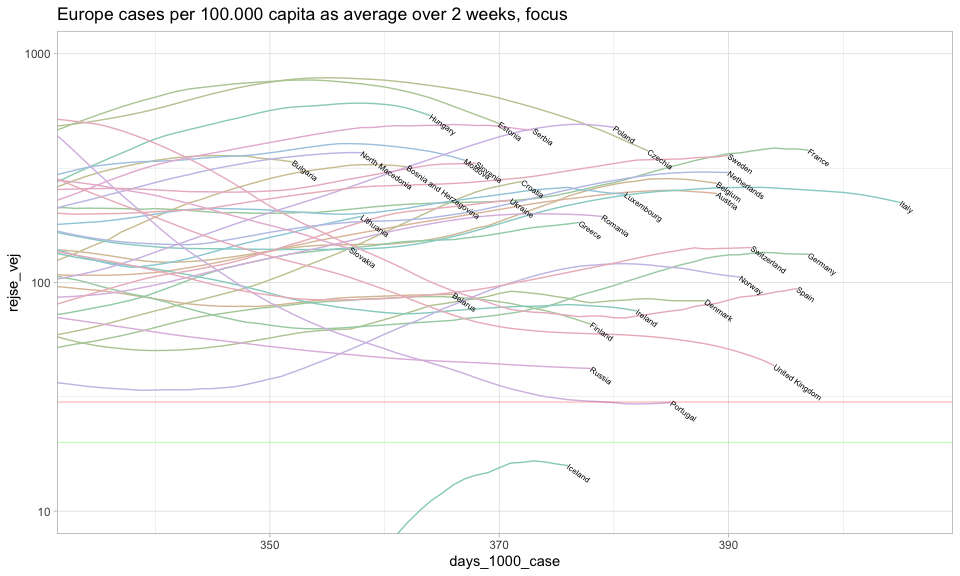 Europe cases per 100.000 capita as average over 2 weeks, focus
1000
Hungary
Estonia
Serbia
Poland
Czechia
France
Sweden
Bulgaria
North Macedonia
Moldova
Slovenia
Bosnia and Herzegovina
Croatia
Netherlands
Belgium
Austria
Italy
Ukraine
Luxembourg
Lithuania
Romania
Greece
Slovakia
Switzerland
Germany
rejse_vej
100
Norway
Spain
Belarus
Denmark
Ireland
Finland
Russia
United Kingdom
Portugal
Iceland
10
350
370
390
days_1000_case